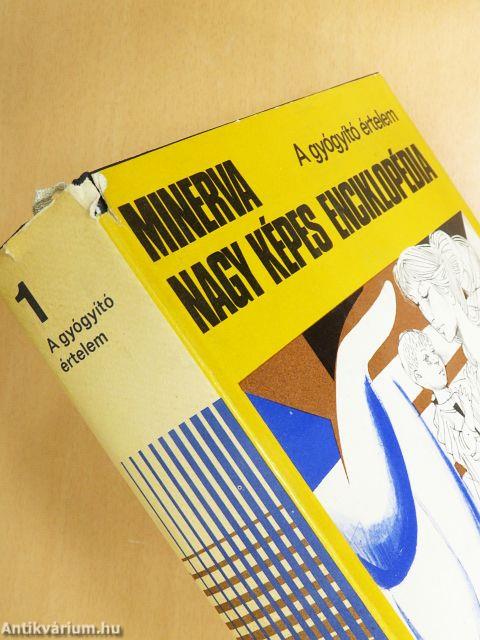 A gyógyító értelem
MINERVA
NAGY KÉPES ENCIKLOPÉDIA
1
A gyógyító
értelem
Antikvárium.hu